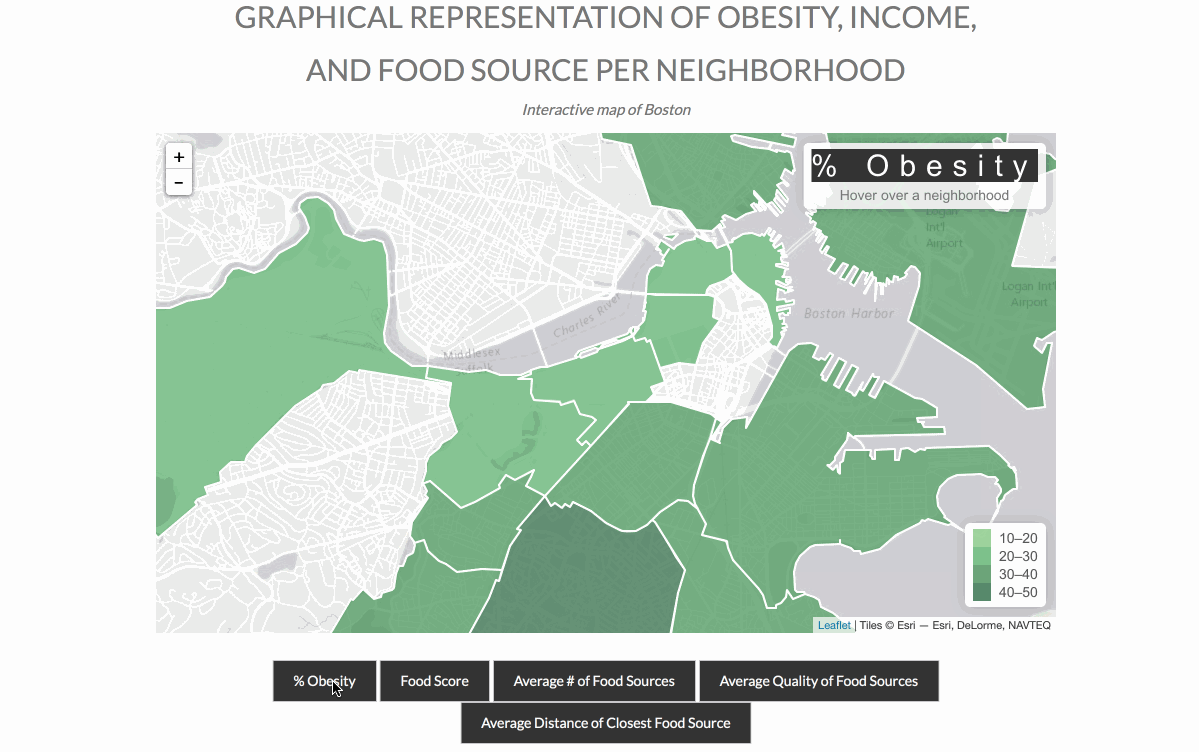 GRAPHICAL REPRESENTATION OF OBESITY, INCOME,
AND FOOD SOURCE PER NEIGHBORHOOD
Interactive map of Boston
+
−
% Obesity
Hover over a neighborhood
Logan
Int'l
Airport
Logan Int'l
Airport
Boston Harbor
Charles River
Middlesex
Suffolk
10–20
20–30
30–40
40–50
Leaflet | Tiles © Esri — Esri, DeLorme, NAVTEQ
% Obesity
Food Score
Average # of Food Sources
Average Quality of Food Sources
Average Distance of Closest Food Source